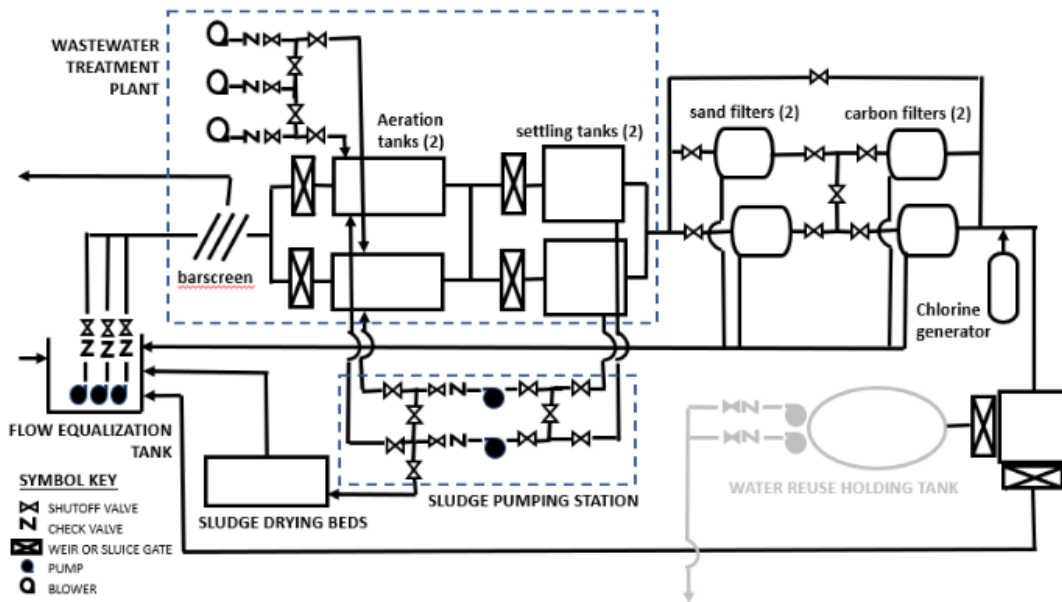 WASTEWATER
TREATMENT
PLANT
Aeration
tanks (2)
settling tanks (2)
sand filters (2)
carbon filters (2)
barscreen
Chlorine
generator
FLOW EQUALIZATION
TANK
SYMBOL KEY
SHUTOFF VALVE
CHECK VALVE
WEIR OR SLUICE GATE
PUMP
BLOWER
SLUDGE DRYING BEDS
SLUDGE PUMPING STATION
WATER REUSE HOLDING TANK